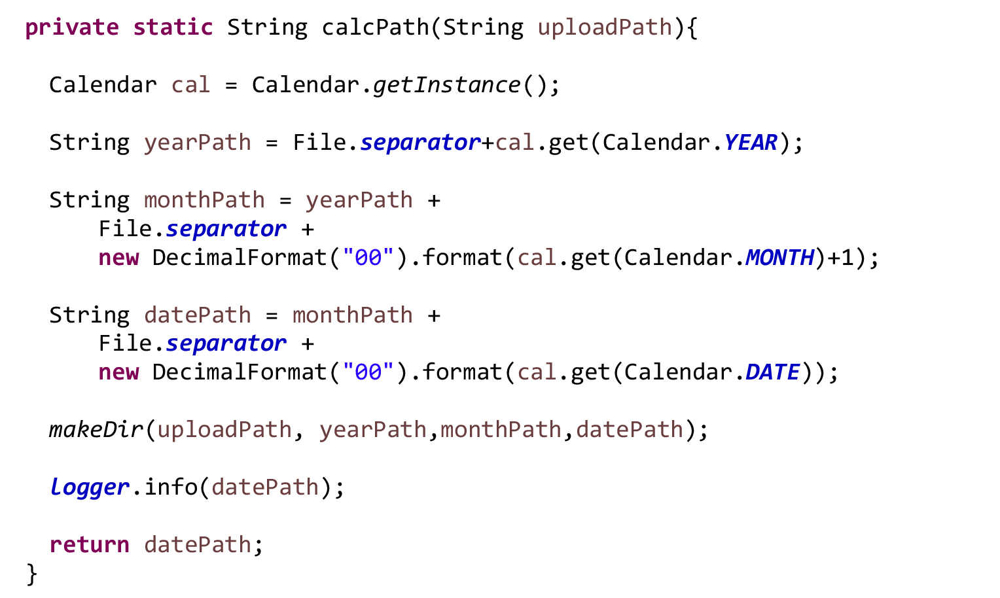 private static String calcPath(String uploadPath){
Calendar cal = Calendar.getInstance();
String yearPath = File.separator+cal.get(Calendar.YEAR);
String monthPath = yearPath +
File.separator +
new DecimalFormat("00").format(cal.get(Calendar.MONTH)+1);
String datePath = monthPath +
File.separator +
new DecimalFormat("00").format(cal.get(Calendar.DATE));
makeDir(uploadPath, yearPath,monthPath,datePath);
logger.info(datePath);
return datePath;
}